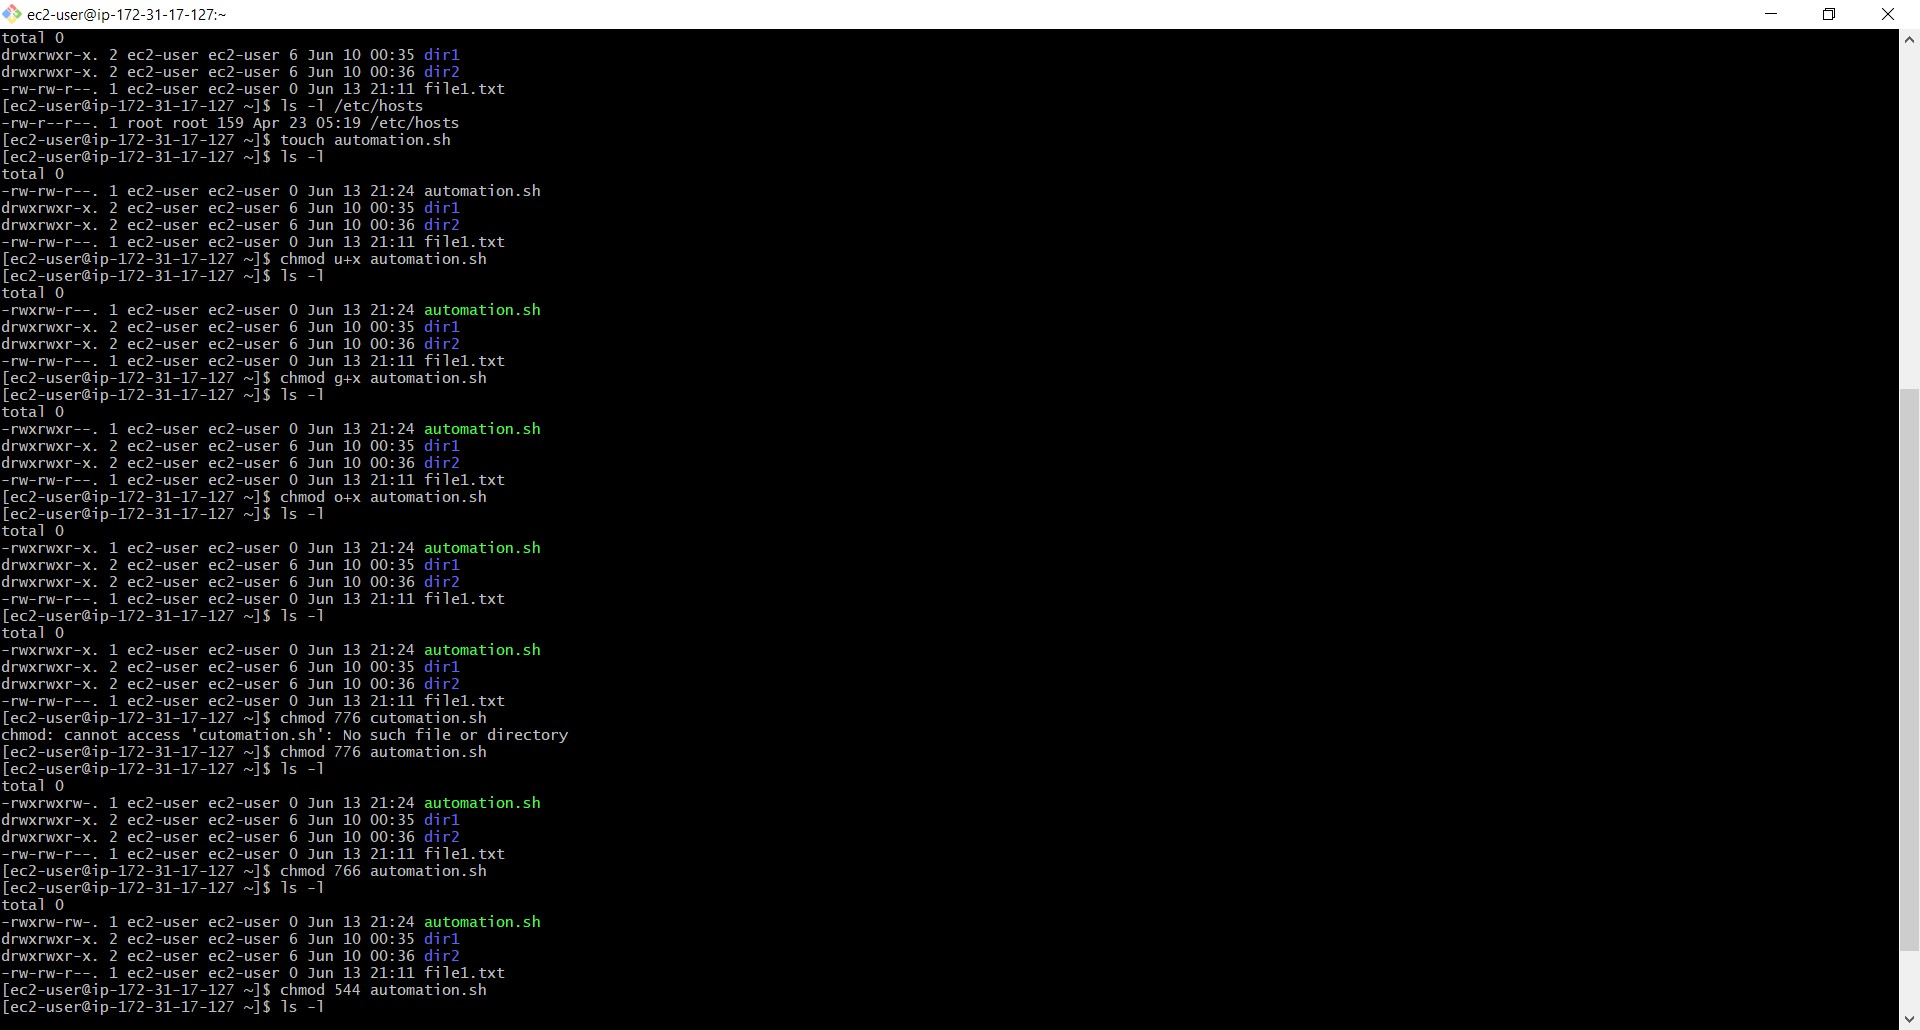 ec2-user@ip-172-31-17-127:~
total 0
drwxrwxr-x. 2 ec2-user ec2-user 6 Jun 10 00:35 dir1
drwxrwxr-x. 2 ec2-user ec2-user 6 Jun 10 00:36 dir2
-rw-rw-r--. 1 ec2-user ec2-user 0 Jun 13 21:11 file1.txt
[ec2-user@ip-172-31-17-127 ~]$ ls -l /etc/hosts
-rw-r--r--. 1 root root 159 Apr 23 05:19 /etc/hosts
[ec2-user@ip-172-31-17-127 ~]$ touch automation.sh
[ec2-user@ip-172-31-17-127 ~]$ ls -l
total 0
-rw-rw-r--. 1 ec2-user ec2-user 0 Jun 13 21:24 automation.sh
drwxrwxr-x. 2 ec2-user ec2-user 6 Jun 10 00:35 dir1
drwxrwxr-x. 2 ec2-user ec2-user 6 Jun 10 00:36 dir2
-rw-rw-r--. 1 ec2-user ec2-user 0 Jun 13 21:11 file1.txt
[ec2-user@ip-172-31-17-127 ~]$ chmod u+x automation.sh
[ec2-user@ip-172-31-17-127 ~]$ ls -l
total 0
-rwxrw-r--. 1 ec2-user ec2-user 0 Jun 13 21:24 automation.sh
drwxrwxr-x. 2 ec2-user ec2-user 6 Jun 10 00:35 dir1
drwxrwxr-x. 2 ec2-user ec2-user 6 Jun 10 00:36 dir2
-rw-rw-r--. 1 ec2-user ec2-user 0 Jun 13 21:11 file1.txt
[ec2-user@ip-172-31-17-127 ~]$ chmod g+x automation.sh
[ec2-user@ip-172-31-17-127 ~]$ ls -l
total 0
-rwxrwxr--. 1 ec2-user ec2-user 0 Jun 13 21:24 automation.sh
drwxrwxr-x. 2 ec2-user ec2-user 6 Jun 10 00:35 dir1
drwxrwxr-x. 2 ec2-user ec2-user 6 Jun 10 00:36 dir2
-rw-rw-r--. 1 ec2-user ec2-user 0 Jun 13 21:11 file1.txt
[ec2-user@ip-172-31-17-127 ~]$ chmod o+x automation.sh
[ec2-user@ip-172-31-17-127 ~]$ ls -l
total 0
-rwxrwxr-x. 1 ec2-user ec2-user 0 Jun 13 21:24 automation.sh
drwxrwxr-x. 2 ec2-user ec2-user 6 Jun 10 00:35 dir1
drwxrwxr-x. 2 ec2-user ec2-user 6 Jun 10 00:36 dir2
-rw-rw-r--. 1 ec2-user ec2-user 0 Jun 13 21:11 file1.txt
[ec2-user@ip-172-31-17-127 ~]$ ls -l
total 0
-rwxrwxr-x. 1 ec2-user ec2-user 0 Jun 13 21:24 automation.sh
drwxrwxr-x. 2 ec2-user ec2-user 6 Jun 10 00:35 dir1
drwxrwxr-x. 2 ec2-user ec2-user 6 Jun 10 00:36 dir2
-rw-rw-r--. 1 ec2-user ec2-user 0 Jun 13 21:11 file1.txt
[ec2-user@ip-172-31-17-127 ~]$ chmod 776 cutomation.sh
chmod: cannot access 'cutomation.sh': No such file or directory
[ec2-user@ip-172-31-17-127 ~]$ chmod 776 automation.sh
[ec2-user@ip-172-31-17-127 ~]$ ls -l
total 0
-rwxrwxrw-. 1 ec2-user ec2-user 0 Jun 13 21:24 automation.sh
drwxrwxr-x. 2 ec2-user ec2-user 6 Jun 10 00:35 dir1
drwxrwxr-x. 2 ec2-user ec2-user 6 Jun 10 00:36 dir2
-rw-rw-r--. 1 ec2-user ec2-user 0 Jun 13 21:11 file1.txt
[ec2-user@ip-172-31-17-127 ~]$ chmod 766 automation.sh
[ec2-user@ip-172-31-17-127 ~]$ ls -l
total 0
-rwxrw-rw-. 1 ec2-user ec2-user 0 Jun 13 21:24 automation.sh
drwxrwxr-x. 2 ec2-user ec2-user 6 Jun 10 00:35 dir1
drwxrwxr-x. 2 ec2-user ec2-user 6 Jun 10 00:36 dir2
-rw-rw-r--. 1 ec2-user ec2-user 0 Jun 13 21:11 file1.txt
[ec2-user@ip-172-31-17-127 ~]$ chmod 544 automation.sh
[ec2-user@ip-172-31-17-127 ~]$ ls -l